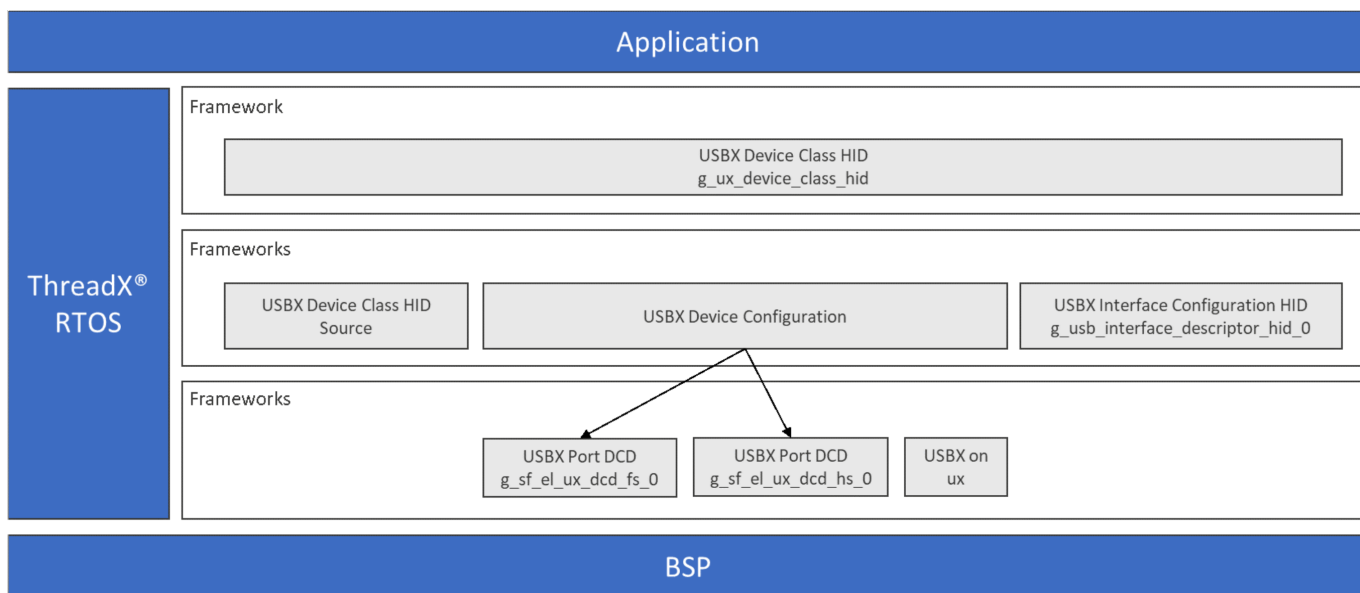 Application
Framework
USBX Device Class HID
g_ux_device_class_hid
ThreadX®
RTOS
Frameworks
USBX Device Class HID
Source
USBX Device Configuration
USBX Interface Configuration HID
g_usb_interface_descriptor_hid_0
Frameworks
USBX Port DCD
g_sf_el_ux_dcd_fs_0
USBX Port DCD
g_sf_el_ux_dcd_hs_0
USBX on
ux
BSP